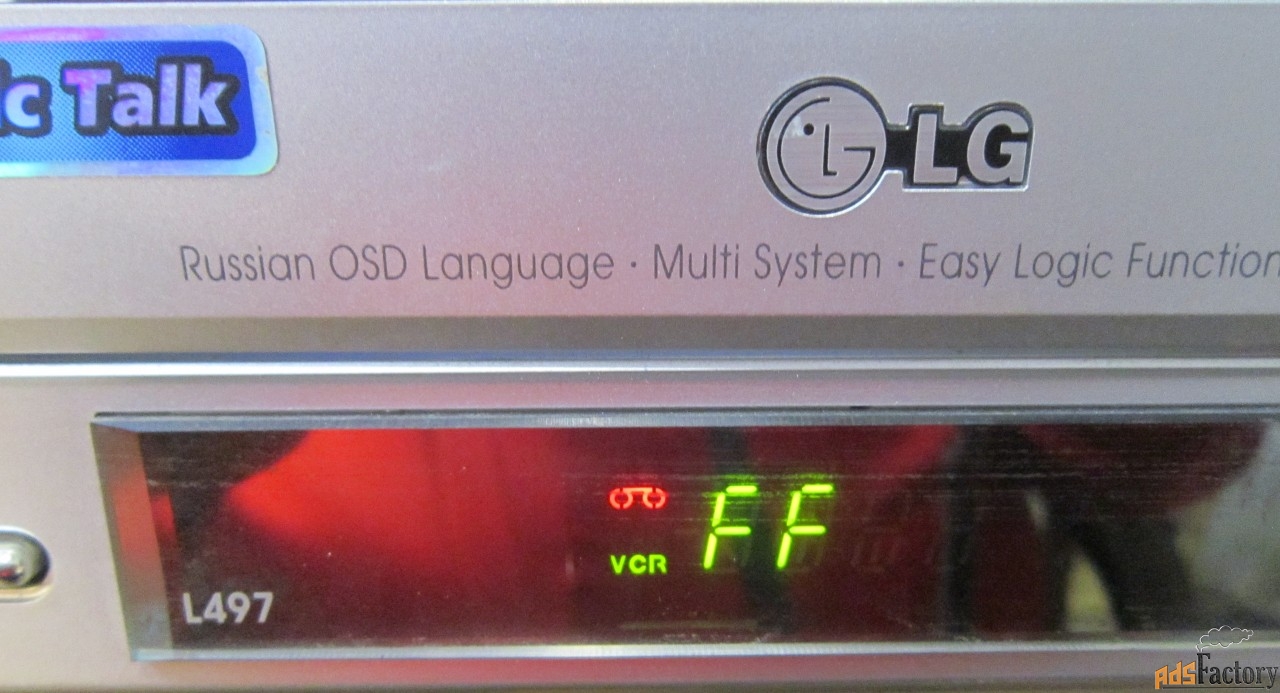 ic Talk
LG
Russian OSD Language · Multi System · Easy Logic Function
FF
VCR
L497
AdsFactory